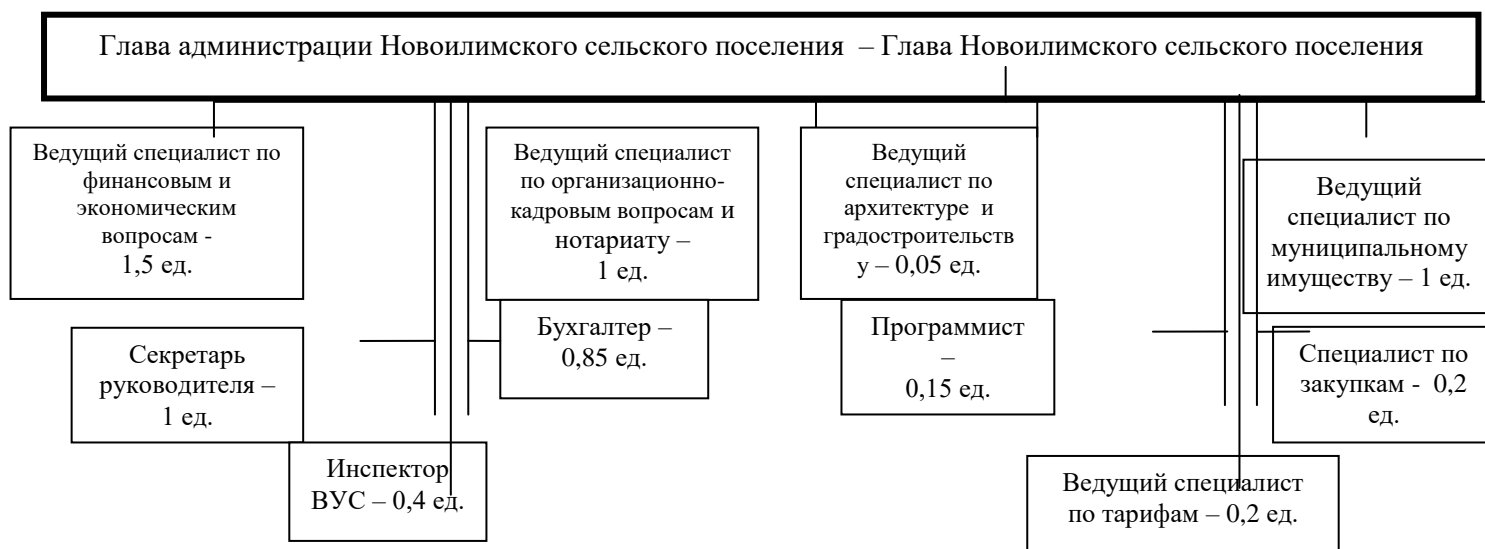 Глава администрации Новоилимского сельского поселения – Глава Новоилимского сельского поселения
Ведущий специалист по
финансовым и
экономическим
вопросам -
1,5 ед.
Ведущий специалист
по организационно-
кадровым вопросам и
нотариату –
1 ед.
Ведущий
специалист по
архитектуре и
градостроительств
у – 0,05 ед.
Ведущий
специалист по
муниципальному
имуществу – 1 ед.
Секретарь
руководителя –
1 ед.
Бухгалтер –
0,85 ед.
Программист
–
0,15 ед.
Специалист по
закупкам - 0,2
ед.
Инспектор
ВУС – 0,4 ед.
Ведущий специалист
по тарифам – 0,2 ед.